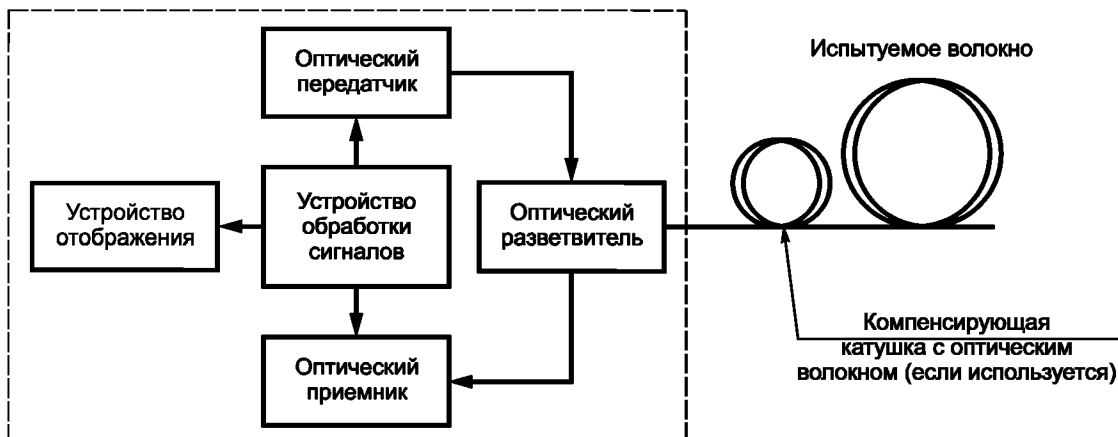 Оптический
передатчик
Испытуемое волокно
Устройство
отображения
Устройство
обработки
сигналов
Оптический
разветвитель
Оптический
приемник
Компенсирующая
катушка с оптическим
волокном (если используется)